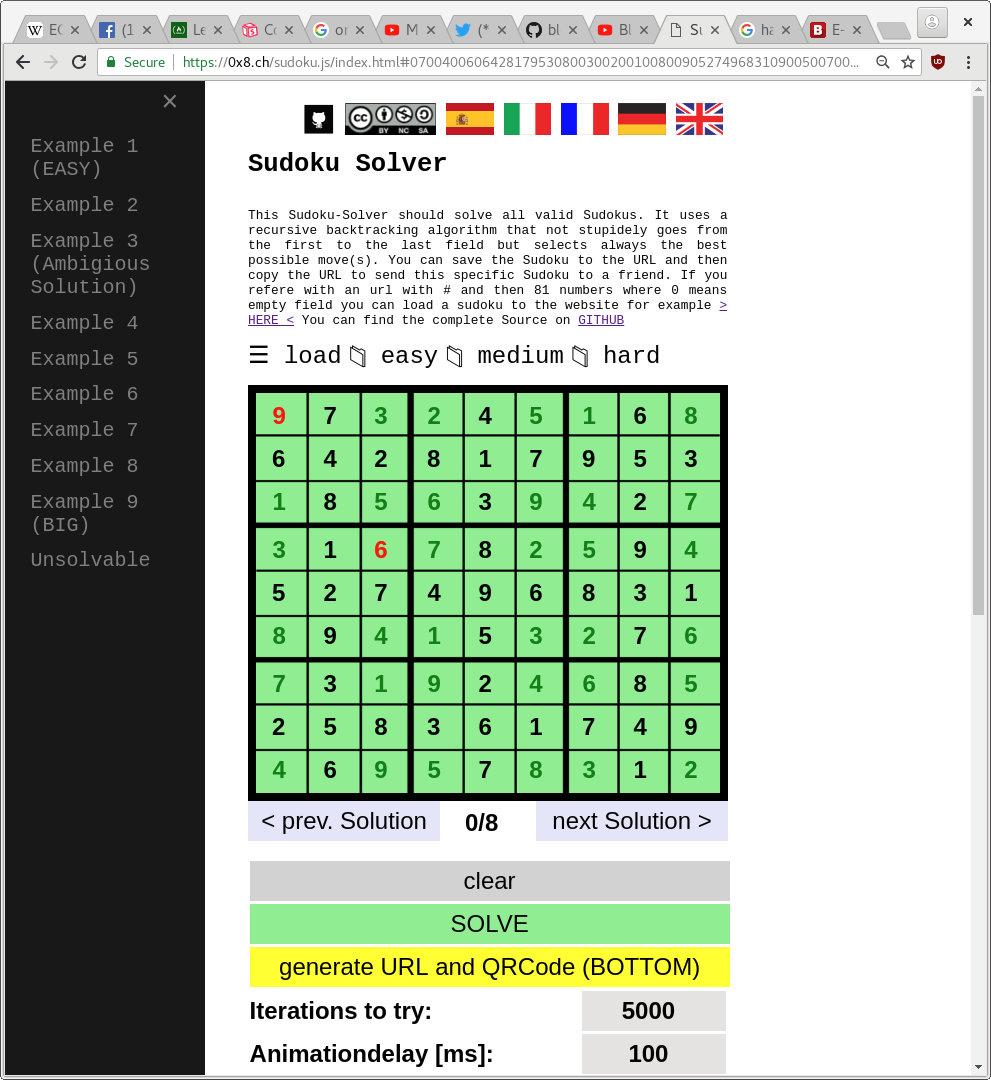 W EC × f (1 × Le × Co × G or × M × (* × bl × Bl × Su × G ha × B E- ×
Secure https://0x8.ch/sudoku.js/index.html#070040060642817953080030020010080090527496831090050070 0...
×
Example 1
(EASY)
Example 2
Example 3
(Ambigious
Solution)
Example 4
Example 5
Example 6
Example 7
Example 8
Example 9
(BIG)
Unsolvable
CC BY NC SA
Sudoku Solver
This Sudoku-Solver should solve all valid Sudokus. It uses a
recursive backtracking algorithm that not stupidely goes from
the first to the last field but selects always the best
possible move(s). You can save the Sudoku to the URL and then
copy the URL to send this specific Sudoku to a friend. If you
refere with an url with # and then 81 numbers where 0 means
empty field you can load a sudoku to the website for example >
HERE < You can find the complete Source on GITHUB
☰ load easy medium hard
9 7 3 2 4 5 1 6 8
6 4 2 8 1 7 9 5 3
1 8 5 6 3 9 4 2 7
3 1 6 7 8 2 5 9 4
5 2 7 4 9 6 8 3 1
8 9 4 1 5 3 2 7 6
7 3 1 9 2 4 6 8 5
2 5 8 3 6 1 7 4 9
4 6 9 5 7 8 3 1 2
< prev. Solution 0/8 next Solution >
clear
SOLVE
generate URL and QRCode (BOTTOM)
Iterations to try: 5000
Animationdelay [ms]: 100